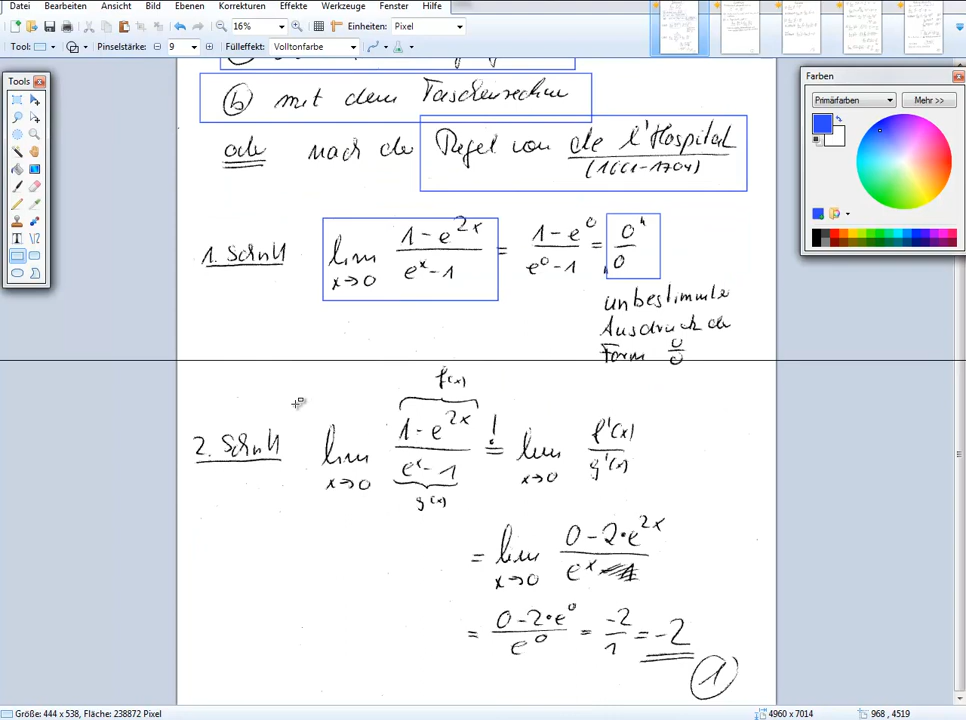 Datei Bearbeiten Bild Ebenen Korrekturen Effekte Werkzeuge Fenster Hilfe
16% Einheiten: Pixel
Tool: Pinselstärke: 9 Fülleffekt: Volltonfarbe
Tools
Farben
Primärfarben Mehr >>
b mit dem Taschenrechner
oder nach der Regel von de l'Hospital
(1661-1704)
1. Schritt lim x→0 (1 - e^2x)/(e^x - 1) = (1 - e^0)/(e^0 - 1) = "0/0"
unbestimmter
Ausdruck der
Form 0/0
f(x)
2. Schritt lim x→0 (1 - e^2x)/(e^x - 1) =! lim x→0 f'(x)/g'(x)
g(x)
= lim x→0 (0 - 2·e^2x)/(e^x)
= (0 - 2·e^0)/(e^0) = -2/1 = -2
1
Größe: 444 x 538, Fläche: 238872 Pixel 4960 x 7014 968 , 4519